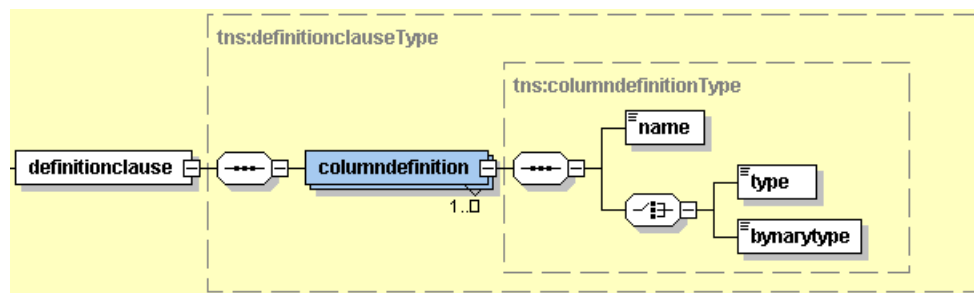 tns:definitionclauseType
tns:columndefinitionType
name
definitionclause
columndefinition
type
1..
bynarytype